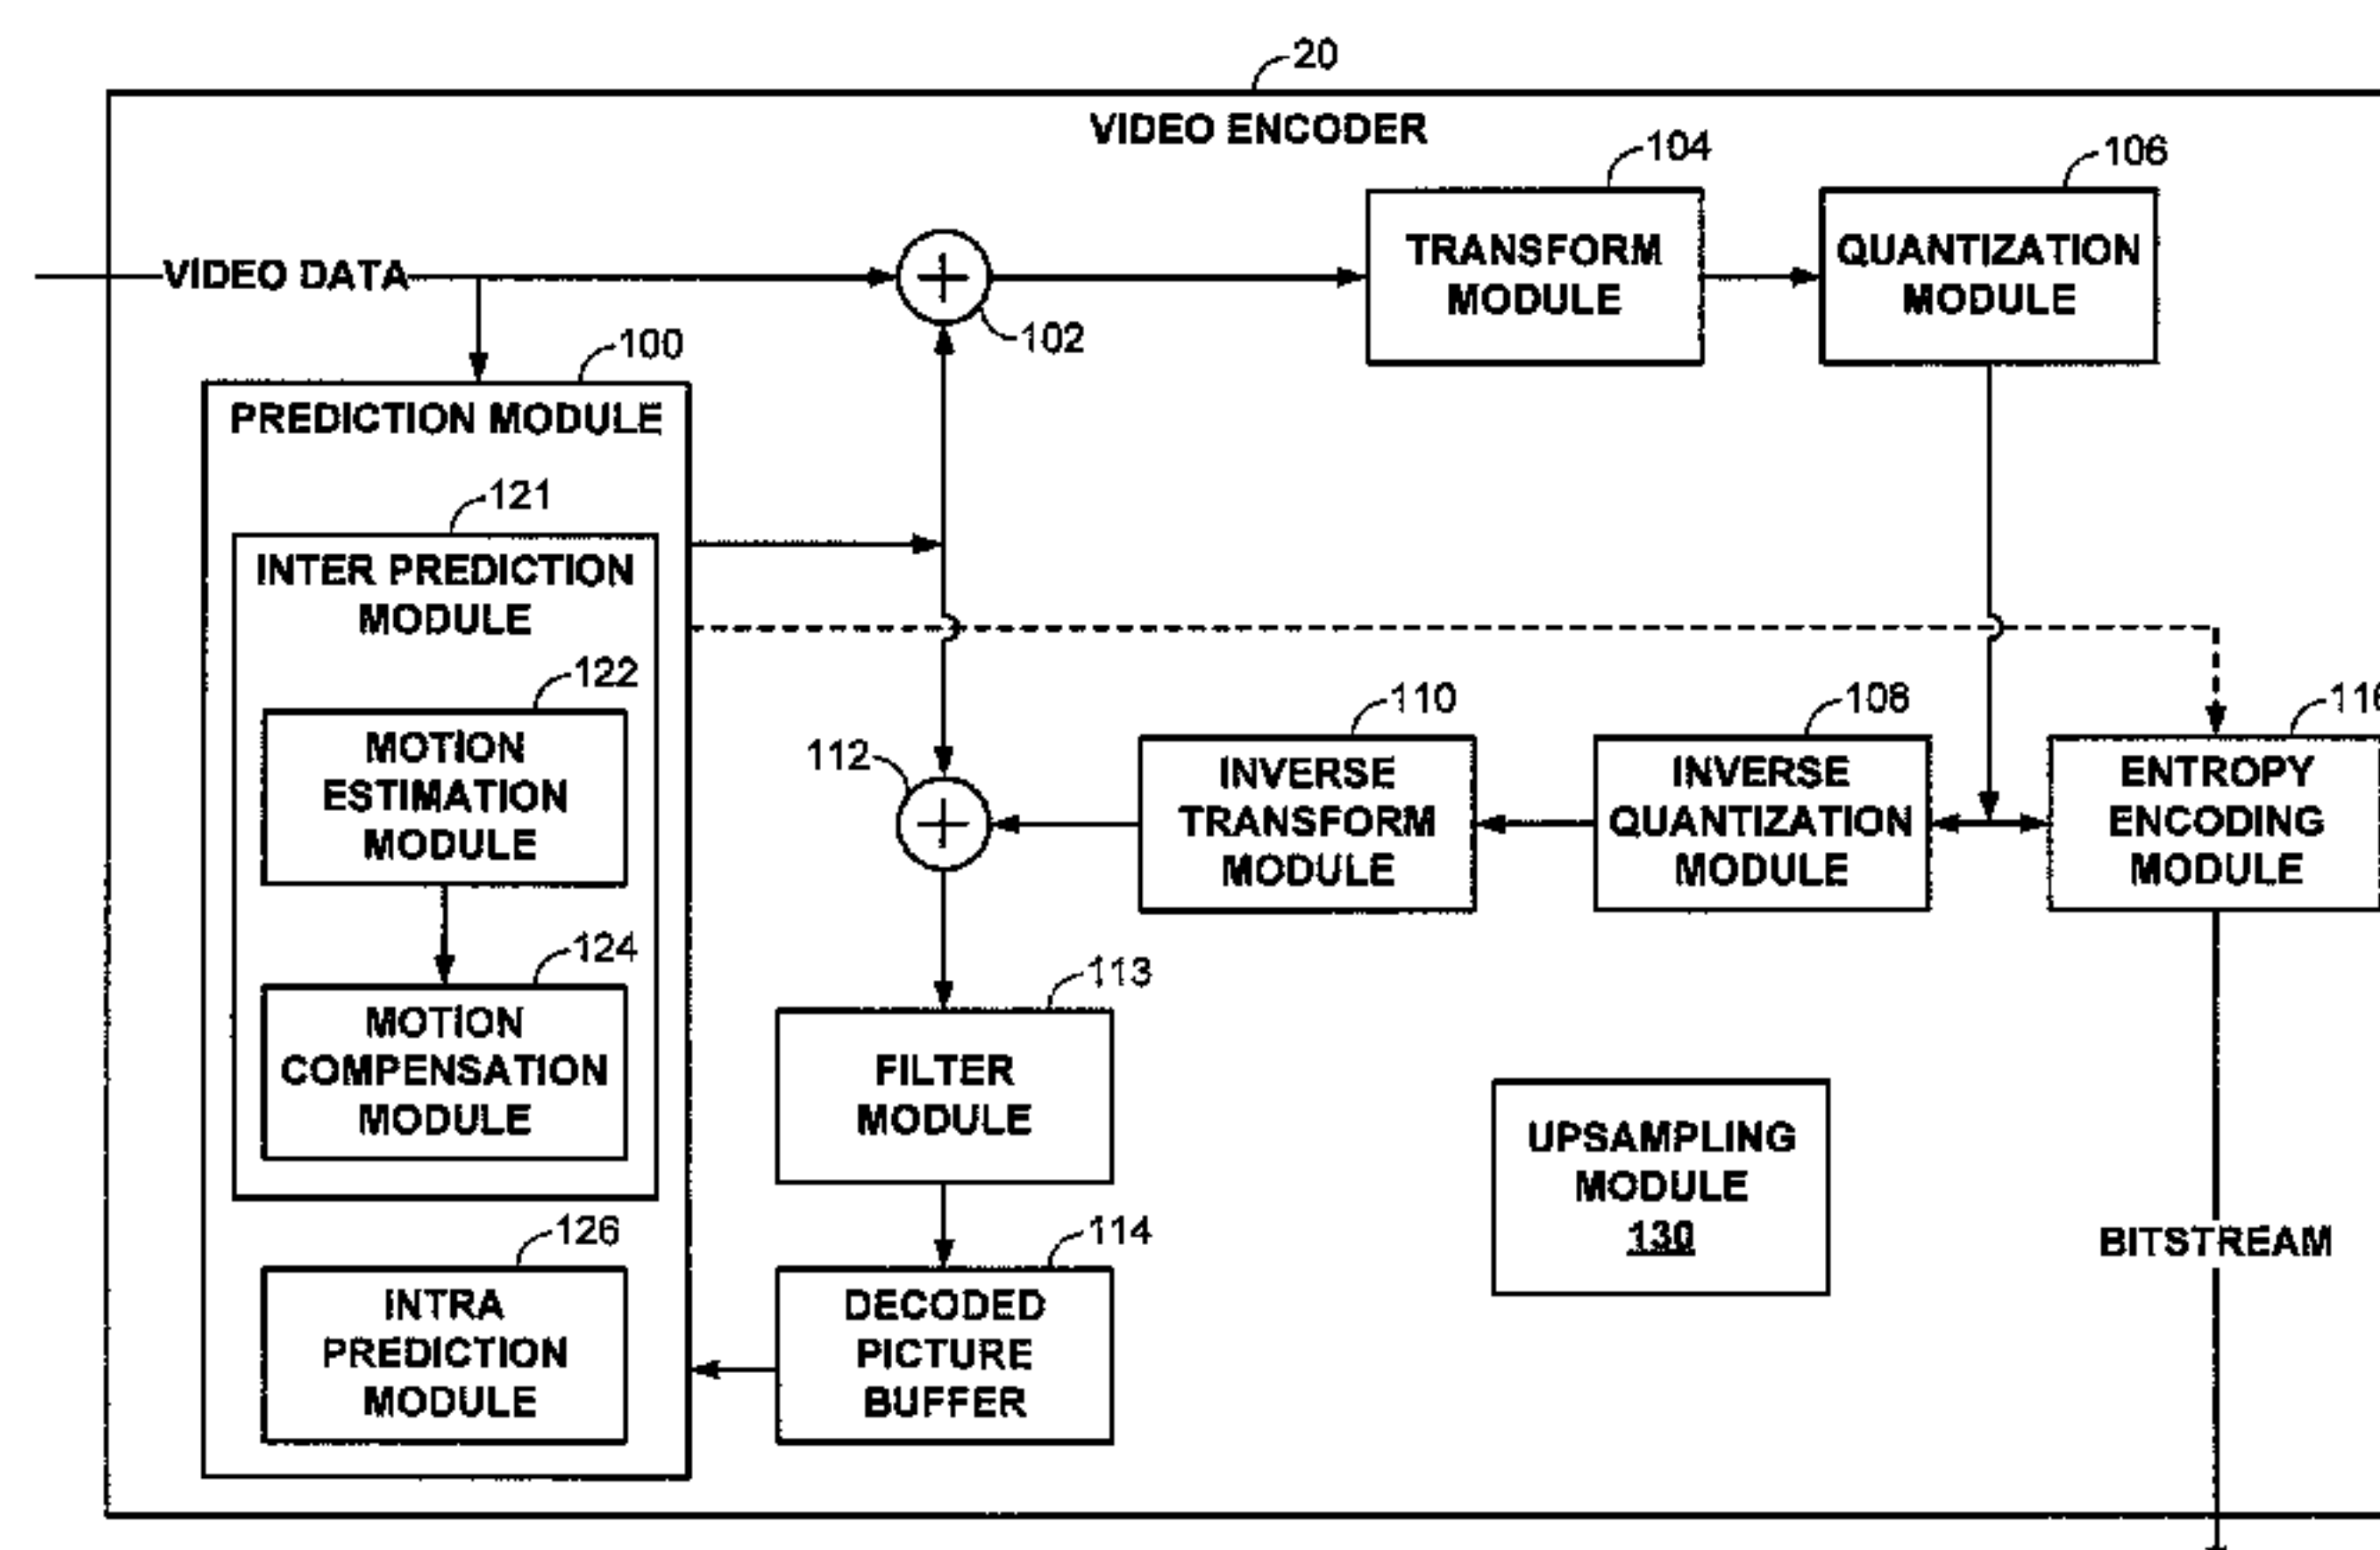 20
VIDEO ENCODER
104
106
TRANSFORM
MODULE
QUANTIZATION
MODULE
VIDEO DATA
102
100
PREDICTION MODULE
121
INTER PREDICTION
MODULE
122
MOTION
ESTIMATION
MODULE
124
MOTION
COMPENSATION
MODULE
126
INTRA
PREDICTION
MODULE
110
INVERSE
TRANSFORM
MODULE
108
INVERSE
QUANTIZATION
MODULE
ENTROPY
ENCODING
MODULE
112
113
FILTER
MODULE
114
DECODED
PICTURE
BUFFER
UPSAMPLING
MODULE
130
BITSTREAM